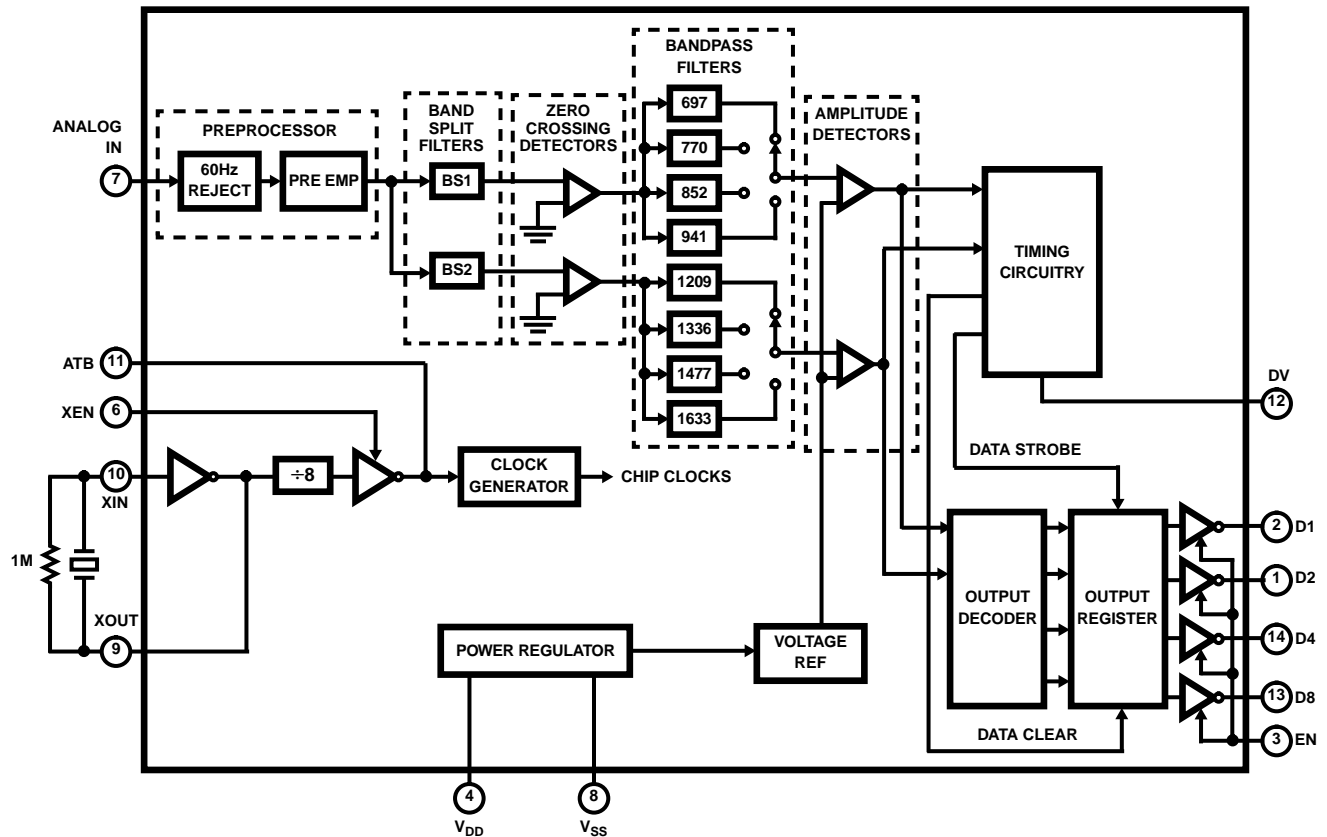 BANDPASS
FILTERS
ANALOG
IN
7
PREPROCESSOR
60Hz
REJECT
PRE EMP
BAND
SPLIT
FILTERS
BS1
BS2
ZERO
CROSSING
DETECTORS
697
770
852
941
1209
1336
1477
1633
AMPLITUDE
DETECTORS
TIMING
CIRCUITRY
DV
12
ATB
11
XEN
6
10
XIN
÷8
CLOCK
GENERATOR
CHIP CLOCKS
1M
XOUT
9
DATA STROBE
OUTPUT
DECODER
OUTPUT
REGISTER
2 D1
1 D2
14 D4
13 D8
3 EN
DATA CLEAR
POWER REGULATOR
VOLTAGE
REF
4
VDD
8
VSS